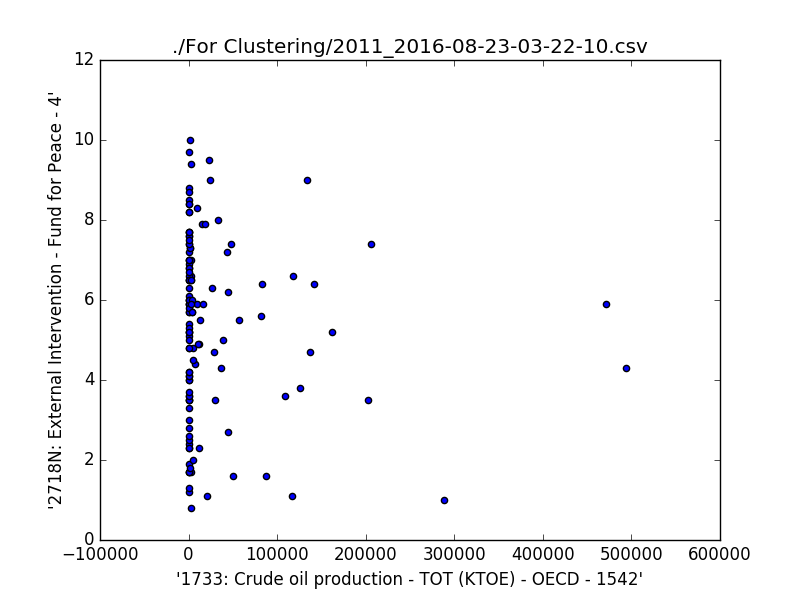 ./For Clustering/2011_2016-08-23-03-22-10.csv
12
10
8
6
4
2
0
'2718N: External Intervention - Fund for Peace - 4'
−100000 0 100000 200000 300000 400000 500000 600000
'1733: Crude oil production - TOT (KTOE) - OECD - 1542'